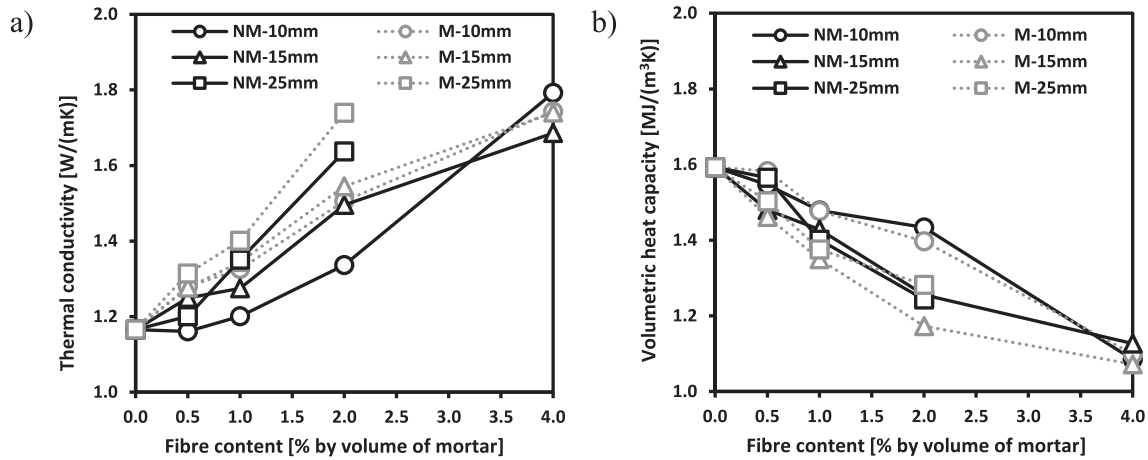 a)
Thermal conductivity [W/(mK)]
2.0
1.8
1.6
1.4
1.2
1.0
NM-10mm M-10mm
NM-15mm M-15mm
NM-25mm M-25mm
0.0 0.5 1.0 1.5 2.0 2.5 3.0 3.5 4.0
Fibre content [% by volume of mortar]
b)
Volumetric heat capacity [MJ/(m³K)]
2.0
1.8
1.6
1.4
1.2
1.0
NM-10mm M-10mm
NM-15mm M-15mm
NM-25mm M-25mm
0.0 0.5 1.0 1.5 2.0 2.5 3.0 3.5 4.0
Fibre content [% by volume of mortar]